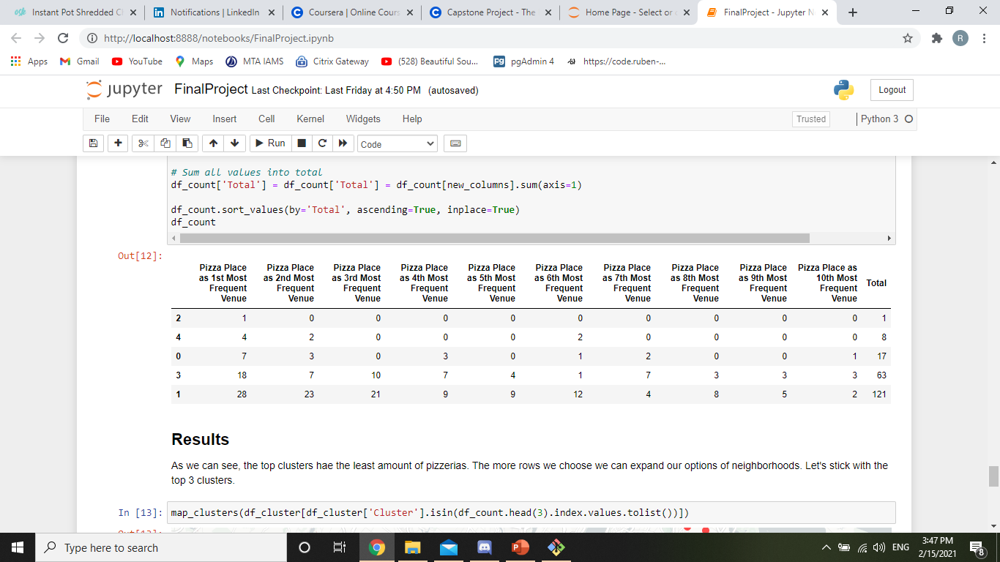 Instant Pot Shredded C
Notifications | LinkedIn
Coursera | Online Cours
Capstone Project - The
Home Page - Select or
FinalProject - Jupyter N
http://localhost:8888/notebooks/FinalProject.ipynb
R
Apps
Gmail
YouTube
Maps
MTA IAMS
Citrix Gateway
(528) Beautiful Sou...
pgAdmin 4
https://code.ruben-...
jupyter FinalProject Last Checkpoint: Last Friday at 4:50 PM (autosaved)
Logout
File Edit View Insert Cell Kernel Widgets Help
Trusted
Python 3
Run
Code
# Sum all values into total
df_count['Total'] = df_count['Total'] = df_count[new_columns].sum(axis=1)
df_count.sort_values(by='Total', ascending=True, inplace=True)
df_count
Out[12]:
Pizza Place as 1st Most Frequent Venue Pizza Place as 2nd Most Frequent Venue Pizza Place as 3rd Most Frequent Venue Pizza Place as 4th Most Frequent Venue Pizza Place as 5th Most Frequent Venue Pizza Place as 6th Most Frequent Venue Pizza Place as 7th Most Frequent Venue Pizza Place as 8th Most Frequent Venue Pizza Place as 9th Most Frequent Venue Pizza Place as 10th Most Frequent Venue Total
2 1 0 0 0 0 0 0 0 0 0 1
4 4 2 0 0 0 2 0 0 0 0 8
0 7 3 0 3 0 1 2 0 0 1 17
3 18 7 10 7 4 1 7 3 3 3 63
1 28 23 21 9 9 12 4 8 5 2 121
Results
As we can see, the top clusters hae the least amount of pizzerias. The more rows we choose we can expand our options of neighborhoods. Let's stick with the
top 3 clusters.
In [13]: map_clusters(df_cluster[df_cluster['Cluster'].isin(df_count.head(3).index.values.tolist())])
Type here to search
ENG
3:47 PM
2/15/2021
8